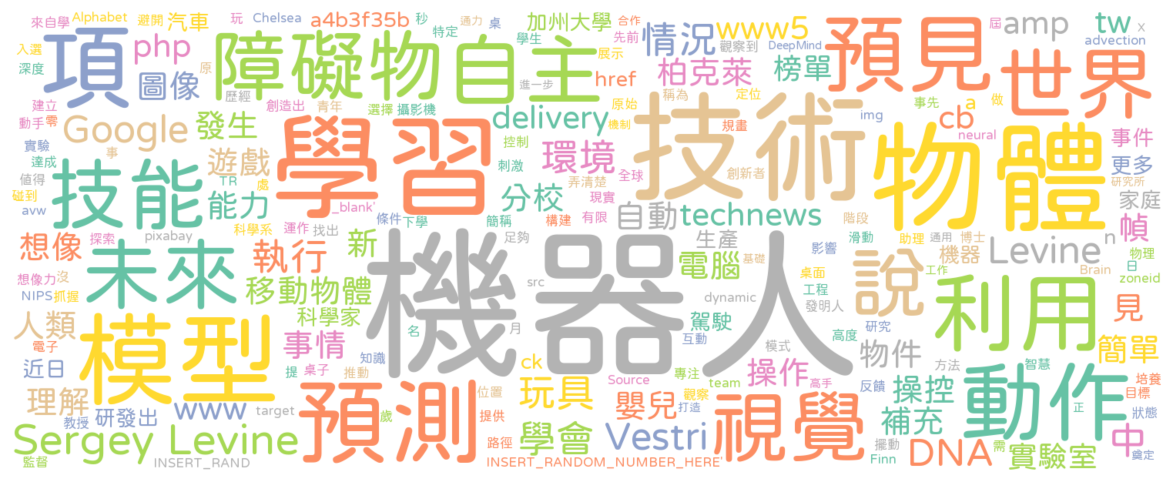 來自學 Alphabet 避開 汽車 玩 Chelsea a4b3f35b 秒 特定 通力 桌 加州大學 合作 先前 情況 www5 預見 amp tw x
入選 項 php 障礙物 自主 學生 觀察到 DeepMind advection
深度 圖像 原 歷經 進一步 展示 href 柏克萊 榜單 世界
建立 創造出 青年 選擇 攝影機 delivery 原始 稱為 定位 事先 a 做
動手 零 Google 發生 學習 控制 機制 技術 規畫 img cb neural 事件
實驗 事 刺激 環境 物體 更多
達成 技能 遊戲 TR 分校 弄清楚 全球 創新者 研究所
值得 處 能力 現實 家庭
碰到 _blank' 簡稱 構建 有限 自動 technews 階段 幀
avw 科學系 運作 條件 下學 滑動 助理 通用 博士 n
想像 探索 pixabay 未來 找出 新 足夠 機器人 生產 影響 說 機器 Levine 物理
想像力 沒 執行 電腦 基礎 桌面 工作 Brain 日
NIPS 抓握 移動物體 src dynamic 工程 利用 zoneid
人類 模型 科學家 名 月 駕駛 發明人 高度 研究 見
電子 事情 互動 模式 物件 方法 智慧 簡單
近日 提 桌子 推動 知識 ck Source 專注 team 操作 高手 反饋 操控 動作 培養
理解 預測 位置 玩具 嬰兒 觀察 視覺 補充 目標
教授 研發出 www target 歲 提供 打造 正 狀態
Sergey Levine 路徑 學會 Vestri 擺動 DNA 需 中
監督 INSERT_RAND INSERT_RANDOM_NUMBER_HERE' Finn 實驗室 奠定